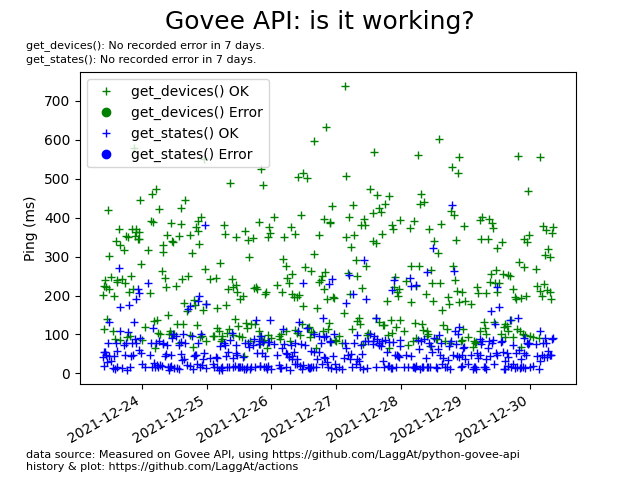 Govee API: is it working?
get_devices(): No recorded error in 7 days.
get_states(): No recorded error in 7 days.
get_devices() OK
get_devices() Error
get_states() OK
get_states() Error
Ping (ms)
700
600
500
400
300
200
100
0
2021-12-24
2021-12-25
2021-12-26
2021-12-27
2021-12-28
2021-12-29
2021-12-30
data source: Measured on Govee API, using https://github.com/LaggAt/python-govee-api
history & plot: https://github.com/LaggAt/actions